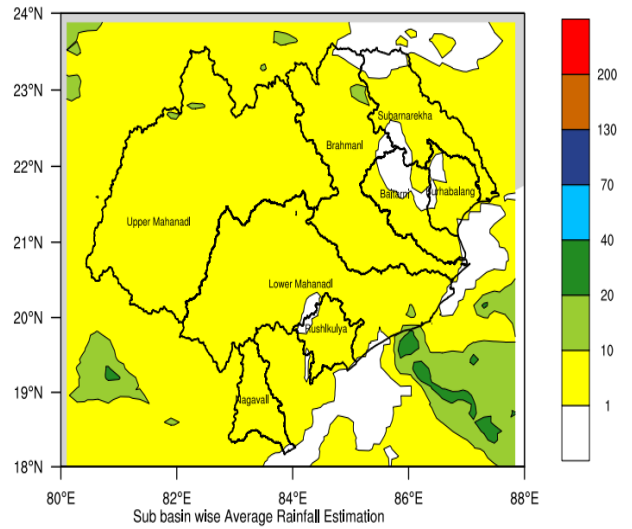 24°N
23°N
22°N
21°N
20°N
19°N
18°N
80°E 82°E 84°E 86°E 88°E
Subarnarekha
Brahmani
Baitarni Burhabalang
Upper Mahanadi
Lower Mahanadi
Rushikulya
Nagavali
200
130
70
40
20
10
1
Sub basin wise Average Rainfall Estimation